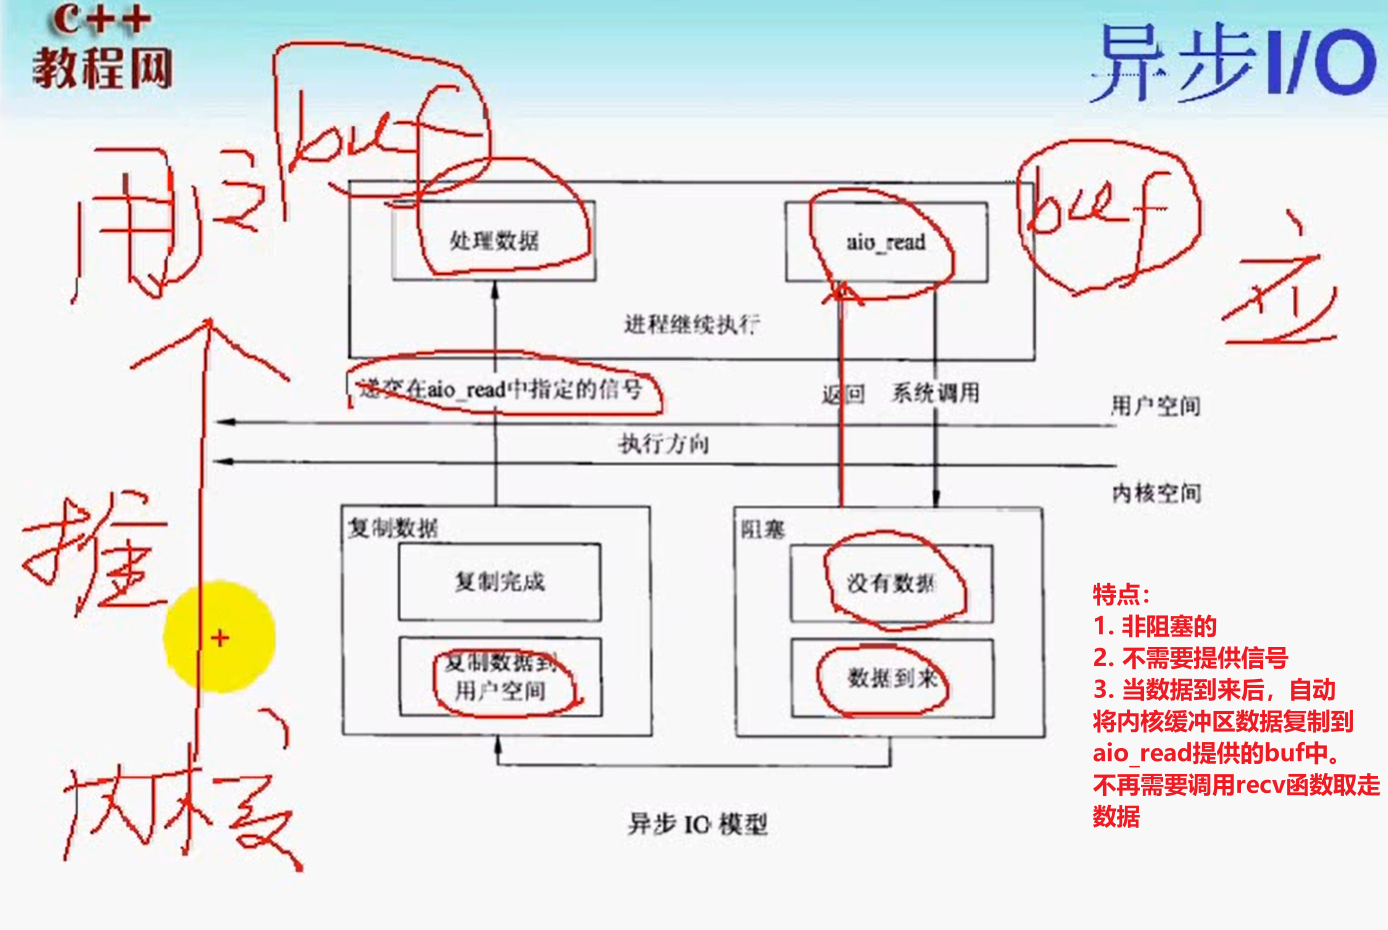 c++
教程网
异步I/O
buf
buf
用户
应
处理数据
aio_read
进程继续执行
递交在aio_read中指定的信号
返回
系统调用
用户空间
执行方向
内核空间
推
复制数据
复制完成
复制数据到
用户空间
阻塞
没有数据
数据到来
内核
异步 IO 模型
特点：
1. 非阻塞的
2. 不需要提供信号
3. 当数据到来后，自动
将内核缓冲区数据复制到
aio_read提供的buf中。
不再需要调用recv函数取走
数据